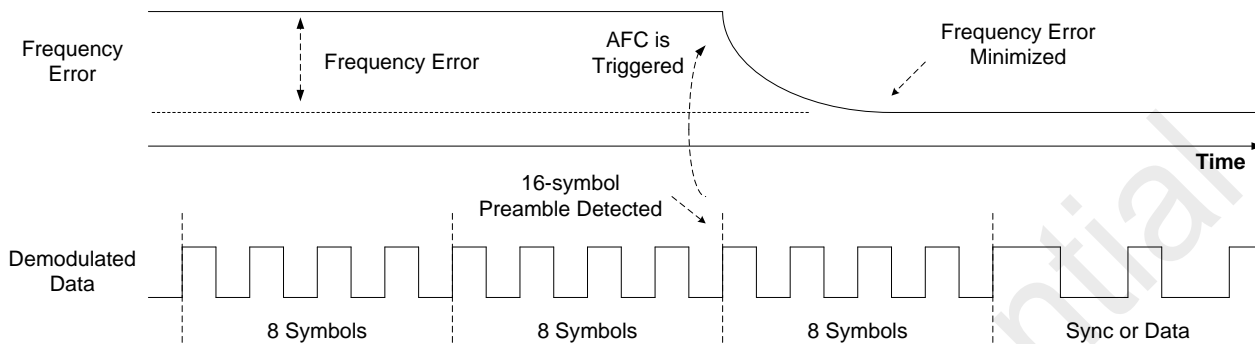 Frequency
Error
Frequency Error
AFC is
Triggered
Frequency Error
Minimized
Time
16-symbol
Preamble Detected
Demodulated
Data
8 Symbols
8 Symbols
8 Symbols
Sync or Data
ntial